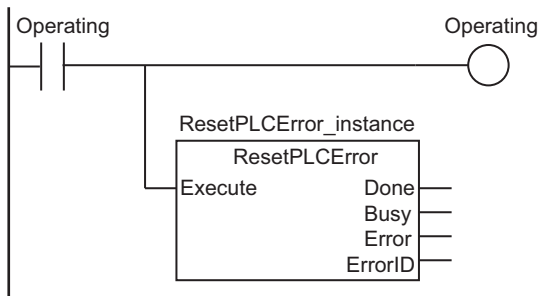 Operating Operating
ResetPLCError_instance
ResetPLCError
Execute Done
Busy
Error
ErrorID